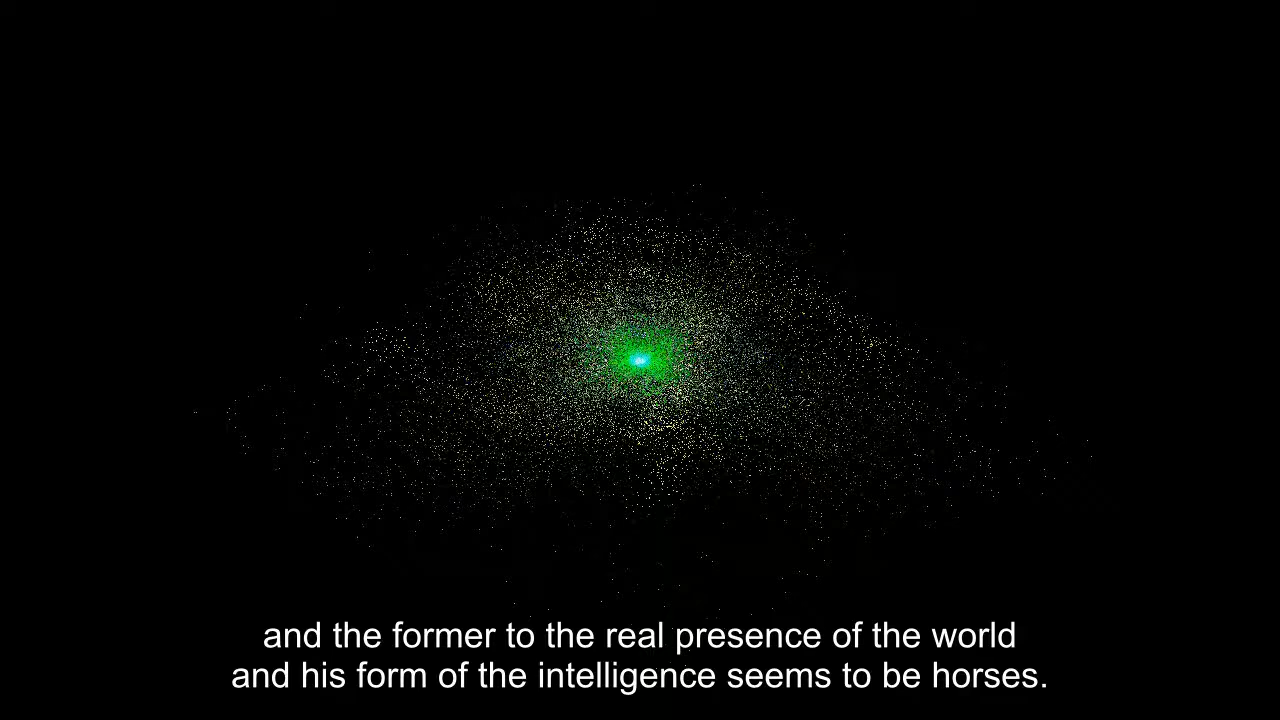 and the former to the real presence of the world
and his form of the intelligence seems to be horses.